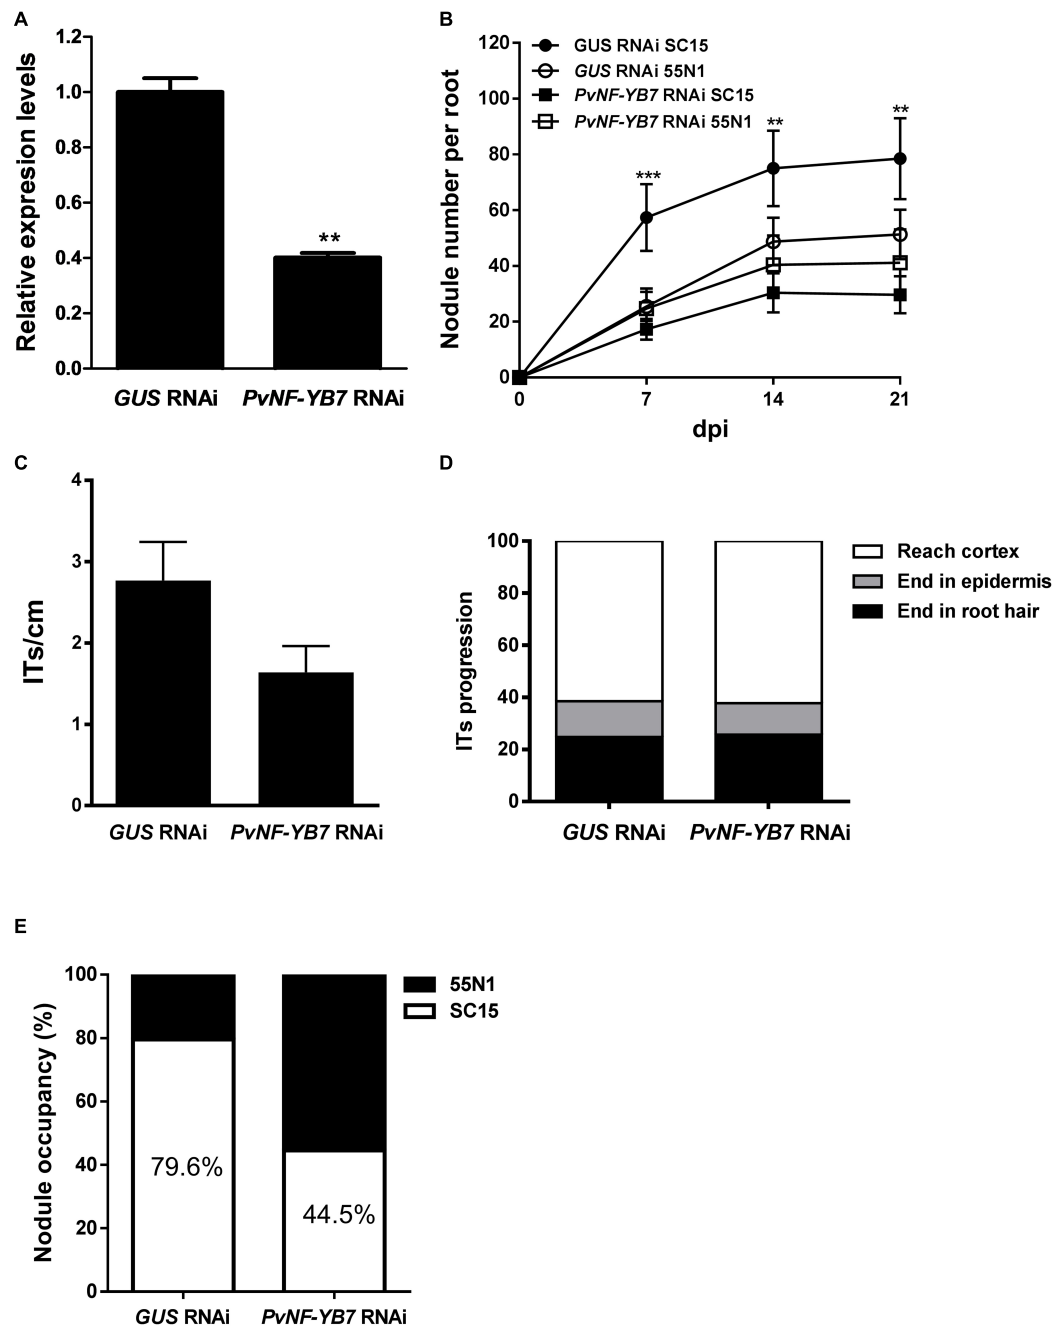 A
Relative expresion levels
1.2
1.0
0.8
0.6
0.4
0.2
0.0
**
GUS RNAi
PvNF-YB7 RNAi
B
Nodule number per root
120
100
80
60
40
20
0
GUS RNAi SC15
GUS RNAi 55N1
PvNF-YB7 RNAi SC15
PvNF-YB7 RNAi 55N1
***
**
**
0 7 14 21
dpi
C
ITs/cm
4
3
2
1
0
GUS RNAi
PvNF-YB7 RNAi
D
ITs progression
100
80
60
40
20
0
Reach cortex
End in epidermis
End in root hair
GUS RNAi
PvNF-YB7 RNAi
E
Nodule occupancy (%)
100
80
60
40
20
0
55N1
SC15
79.6%
44.5%
GUS RNAi
PvNF-YB7 RNAi